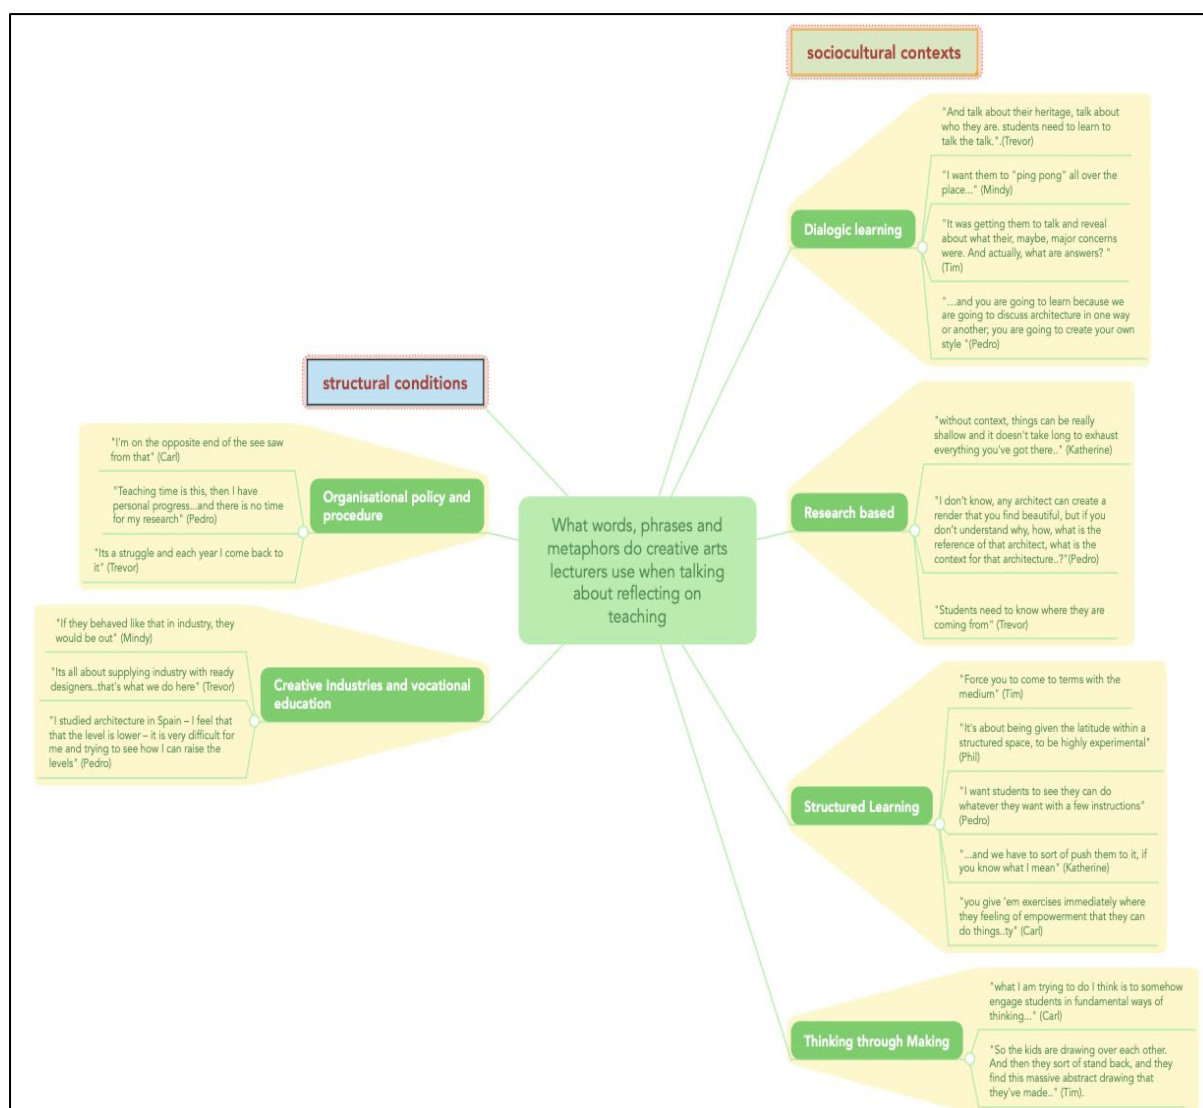 sociocultural contexts
"And talk about their heritage, talk about
who they are. students need to learn to
talk the talk.".(Trevor)
"I want them to "ping pong" all over the
place..." (Mindy)
Dialogic learning
"It was getting them to talk and reveal
about what their, maybe, major concerns
were. And actually, what are answers? "
(Tim)
"...and you are going to learn because we
are going to discuss architecture in one way
or another; you are going to create your own
style "(Pedro)
structural conditions
"I'm on the opposite end of the see saw
from that" (Carl)
"Teaching time is this, then I have
personal progress...and there is no time
for my research" (Pedro)
"Its a struggle and each year I come back to
it" (Trevor)
Organisational policy and
procedure
"If they behaved like that in industry, they
would be out" (Mindy)
"Its all about supplying industry with ready
designers..that's what we do here" (Trevor)
"I studied architecture in Spain – I feel that
that the level is lower – it is very difficult for
me and trying to see how I can raise the
levels" (Pedro)
Creative Industries and vocational
education
What words, phrases and
metaphors do creative arts
lecturers use when talking
about reflecting on
teaching
"without context, things can be really
shallow and it doesn't take long to exhaust
everything you've got there.." (Katherine)
Research based
"I don't know, any architect can create a
render that you find beautiful, but if you
don't understand why, how, what is the
reference of that architect, what is the
context for that architecture..?"(Pedro)
"Students need to know where they are
coming from" (Trevor)
"Force you to come to terms with the
medium" (Tim)
"It's about being given the latitude within a
structured space, to be highly experimental"
(Phil)
Structured Learning
"I want students to see they can do
whatever they want with a few instructions"
(Pedro)
"...and we have to sort of push them to it, if
you know what I mean" (Katherine)
"you give 'em exercises immediately where
they feeling of empowerment that they can
do things..ty" (Carl)
"what I am trying to do I think is to somehow
engage students in fundamental ways of
thinking..." (Carl)
Thinking through Making
"So the kids are drawing over each other.
And then they sort of stand back, and they
find this massive abstract drawing that
they've made.." (Tim).